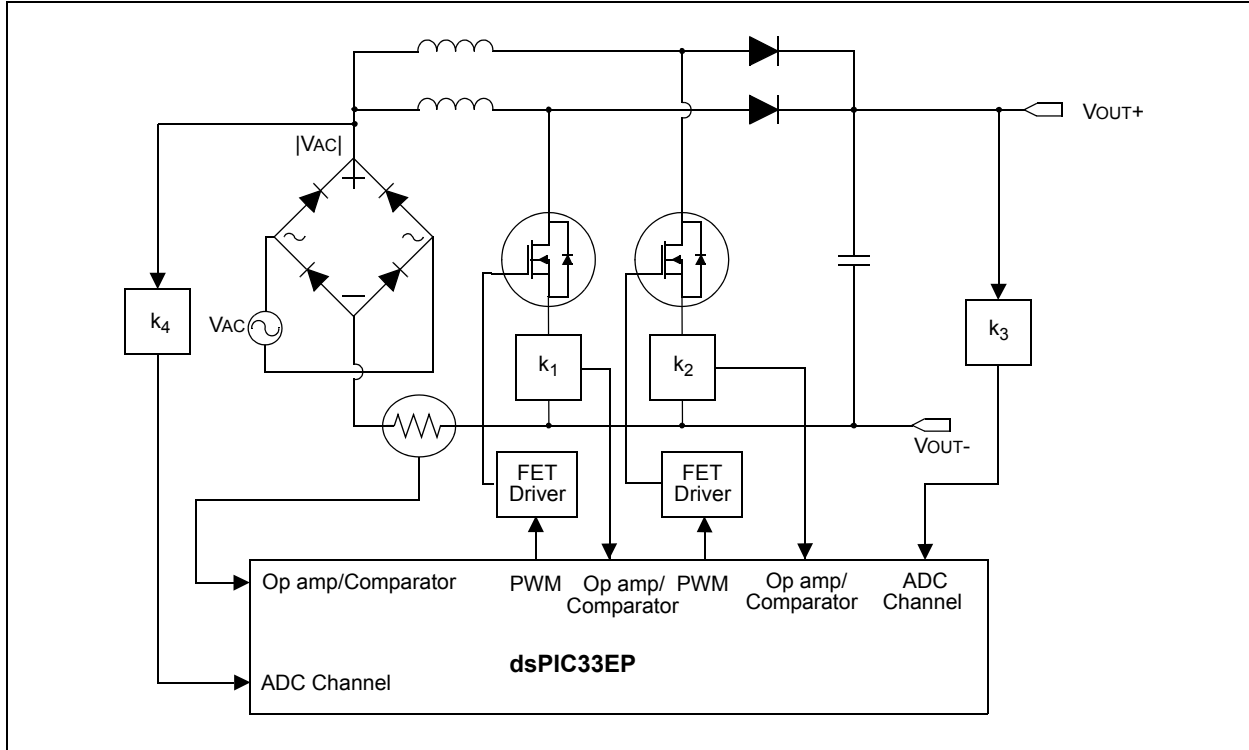 VOUT+
|VAC|
k4
VAC
k1
k2
k3
VOUT-
FET
Driver
FET
Driver
Op amp/Comparator
PWM
Op amp/
Comparator
PWM
Op amp/
Comparator
ADC
Channel
dsPIC33EP
ADC Channel